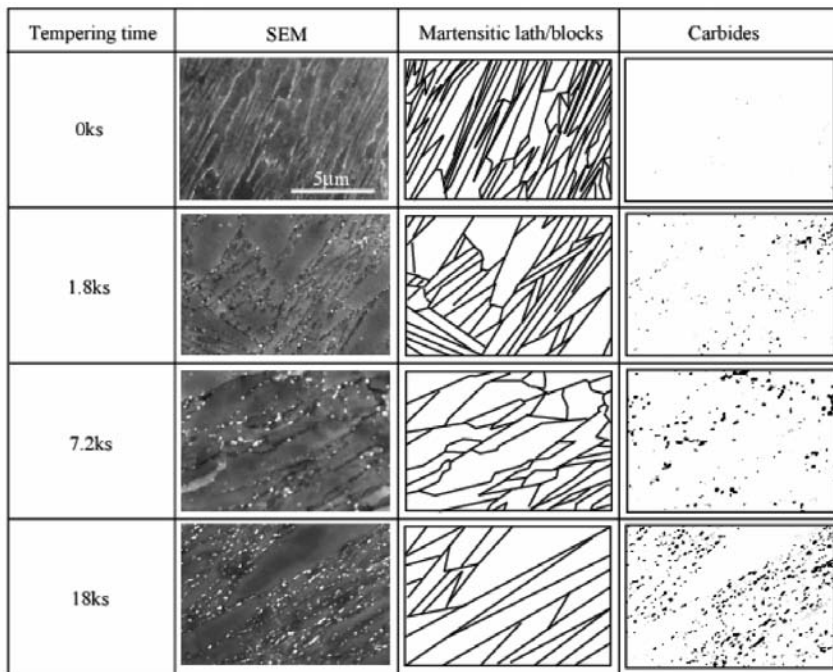 Tempering time SEM Martensitic lath/blocks Carbides
0ks
5μm
1.8ks
7.2ks
18ks